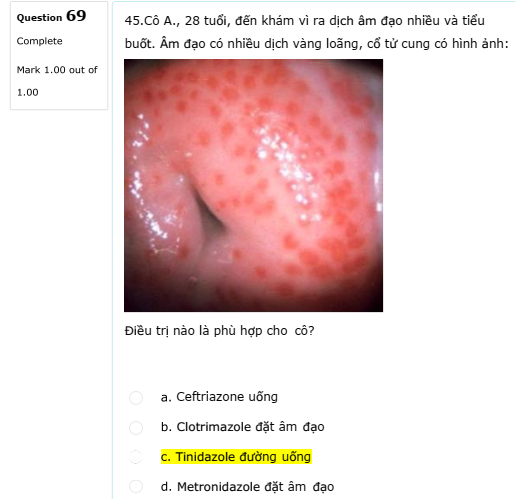 Question 69
Complete
Mark 1.00 out of
1.00
45.Cô A., 28 tuổi, đến khám vì ra dịch âm đạo nhiều và tiểu
buốt. Âm đạo có nhiều dịch vàng loãng, cổ tử cung có hình ảnh:
Điều trị nào là phù hợp cho cô?
a. Ceftriazone uống
b. Clotrimazole đặt âm đạo
c. Tinidazole đường uống
d. Metronidazole đặt âm đạo